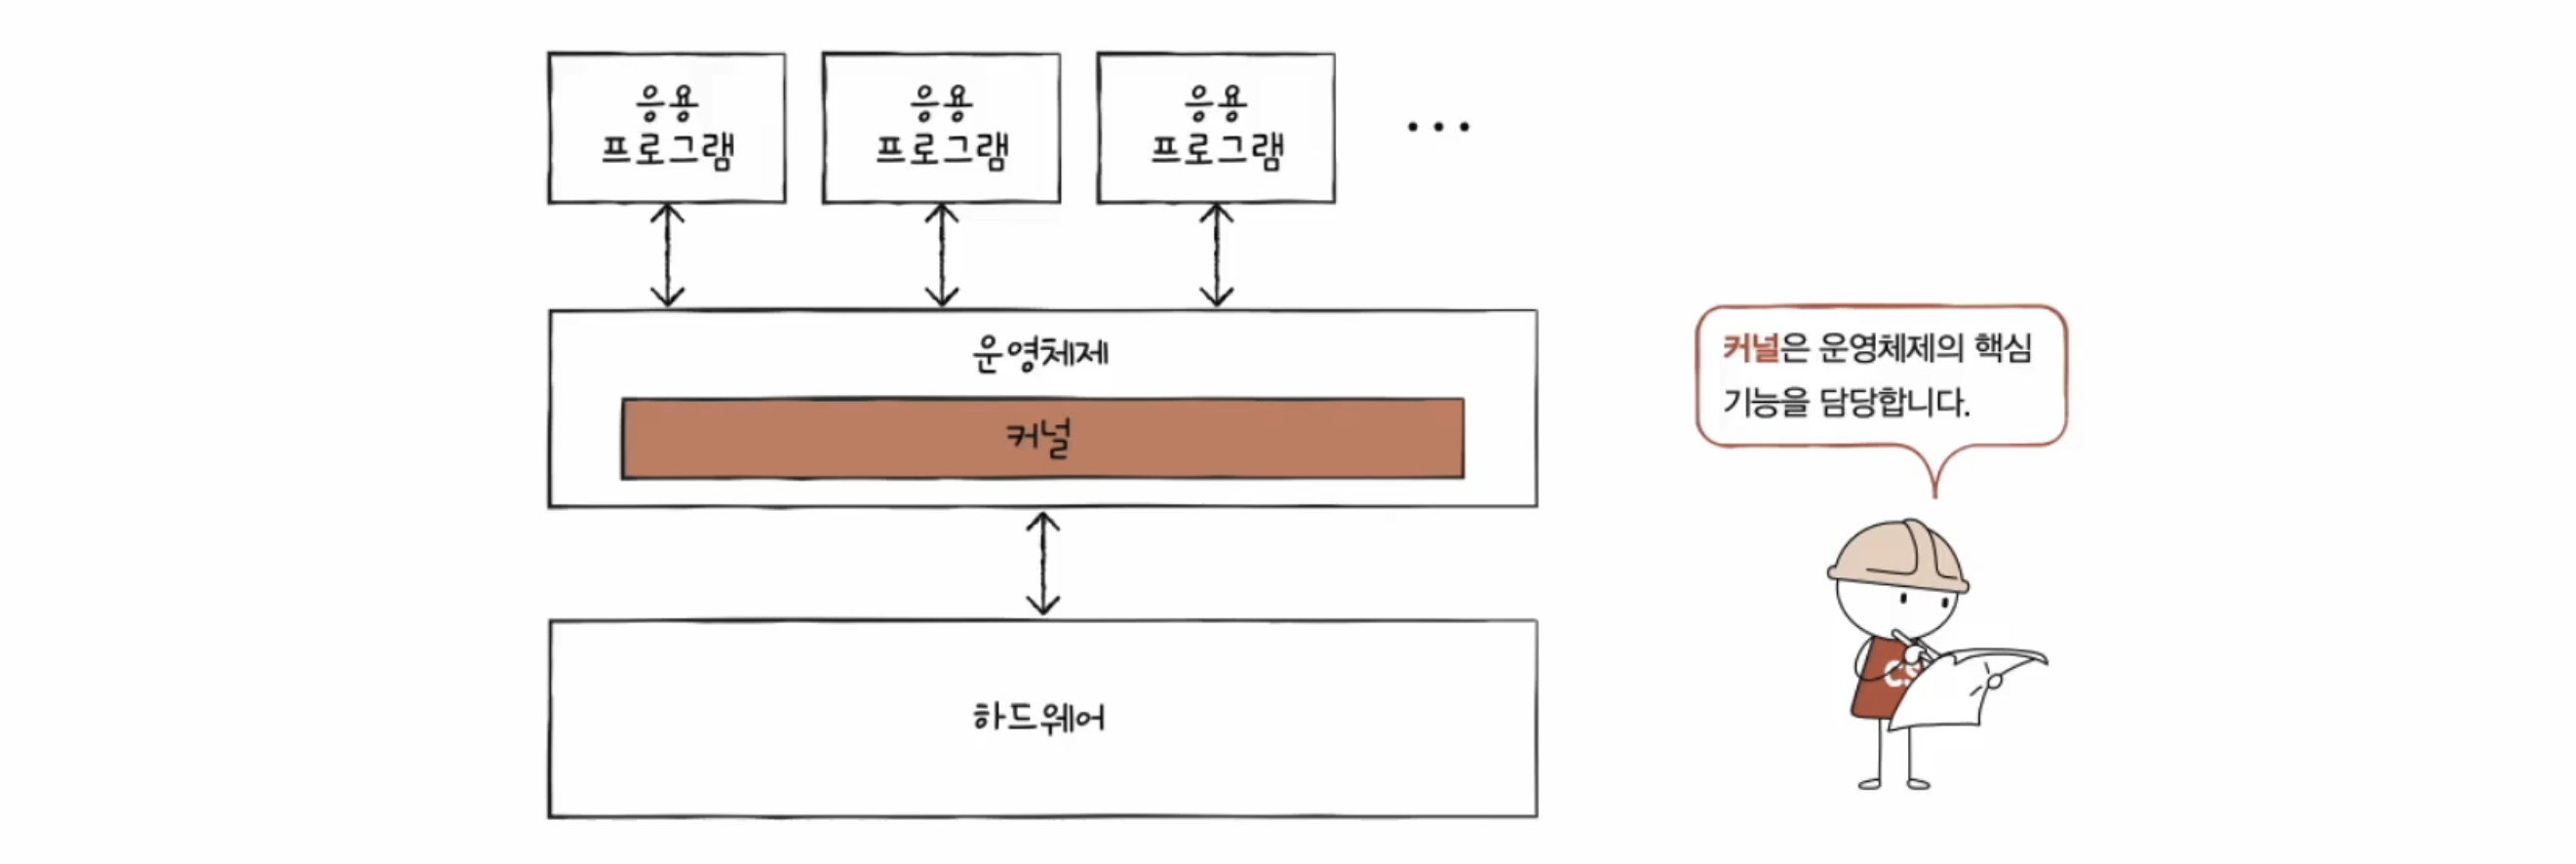 응용
프로그램
응용
프로그램
응용
프로그램
...
운영체제
커널
하드웨어
커널은 운영체제의 핵심
기능을 담당합니다.